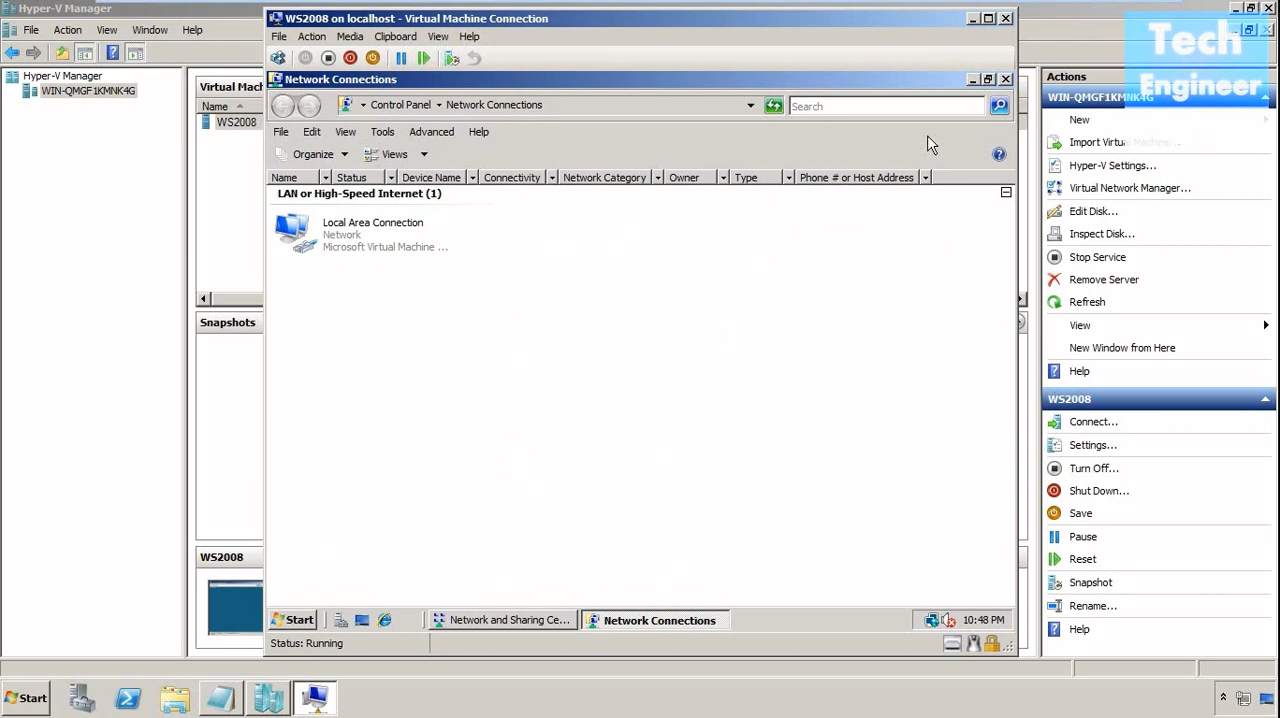 Hyper-V Manager
File Action View Window Help
Hyper-V Manager
WIN-QMGF1KMNK4G
Virtual Mach
Name
WS2008
Snapshots
WS2008
WS2008 on localhost - Virtual Machine Connection
File Action Media Clipboard View Help
Network Connections
Control Panel Network Connections
Search
File Edit View Tools Advanced Help
Organize Views
Name Status Device Name Connectivity Network Category Owner Type Phone # or Host Address
LAN or High-Speed Internet (1)
Local Area Connection
Network
Microsoft Virtual Machine ...
Start Network and Sharing Ce... Network Connections 10:48 PM
Status: Running
Tech
Engineer
Actions
WIN-QMGF1KMNK4G
New
Import Virtual Machine...
Hyper-V Settings...
Virtual Network Manager...
Edit Disk...
Inspect Disk...
Stop Service
Remove Server
Refresh
View
New Window from Here
Help
WS2008
Connect...
Settings...
Turn Off...
Shut Down...
Save
Pause
Reset
Snapshot
Rename...
Help
Start